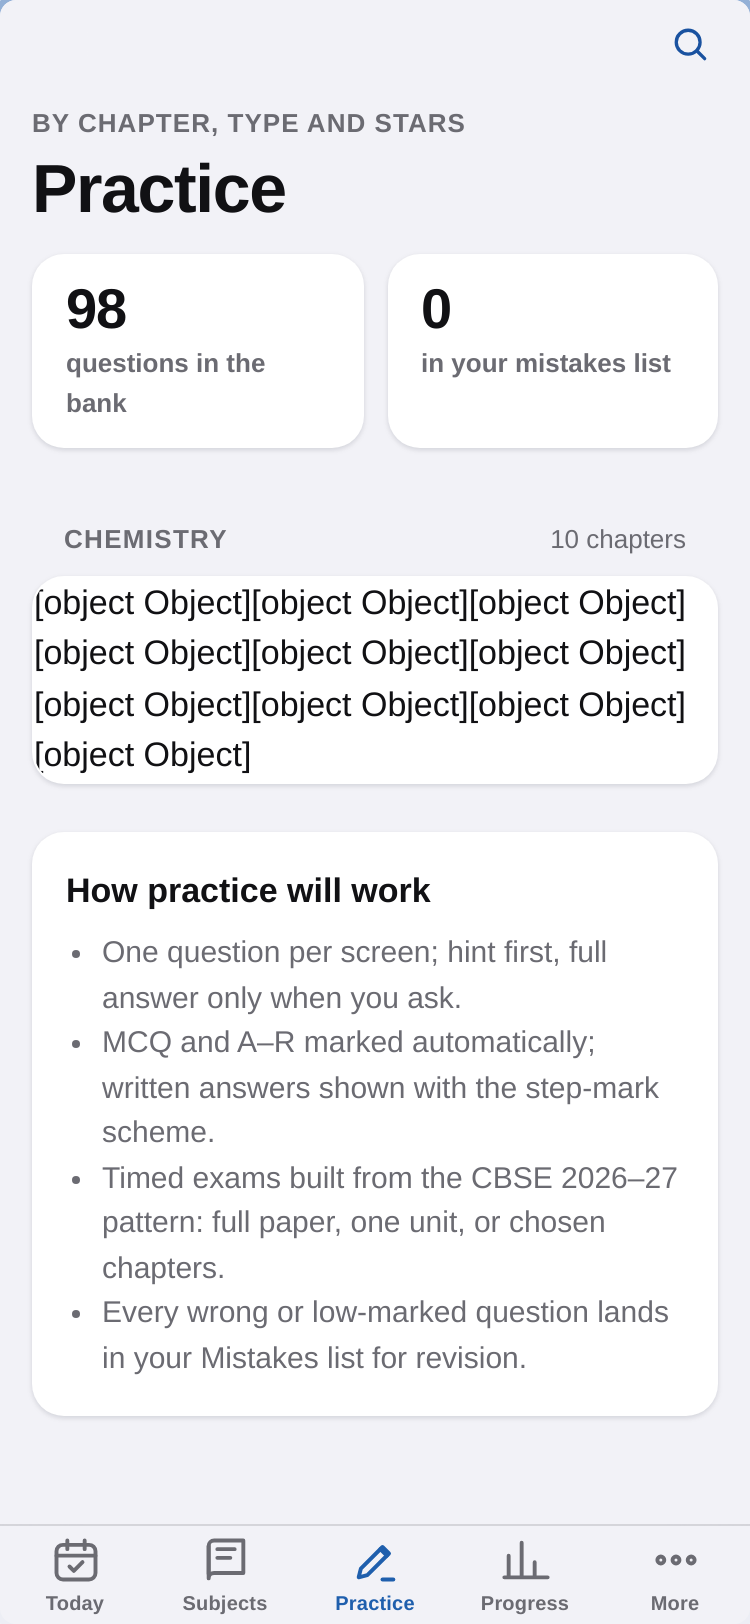 BY CHAPTER, TYPE AND STARS
Practice
98
questions in the
bank
0
in your mistakes list
CHEMISTRY
10 chapters
[object Object][object Object][object Object]
[object Object][object Object][object Object]
[object Object][object Object][object Object]
[object Object]
How practice will work
• One question per screen; hint first, full
answer only when you ask.
• MCQ and A–R marked automatically;
written answers shown with the step-mark
scheme.
• Timed exams built from the CBSE 2026–27
pattern: full paper, one unit, or chosen
chapters.
• Every wrong or low-marked question lands
in your Mistakes list for revision.
Today
Subjects
Practice
Progress
More